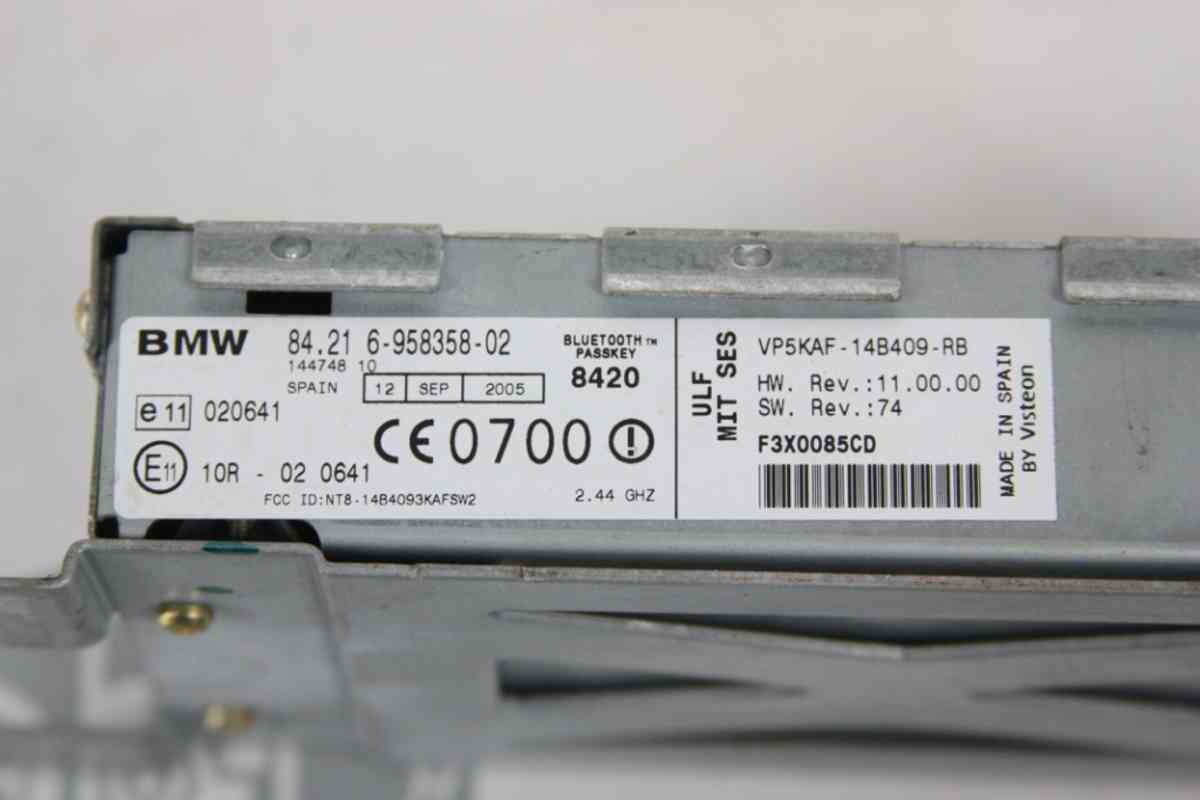 BMW 84.21 6-958358-02
144748 10
SPAIN 12 SEP 2005
BLUETOOTH™
PASSKEY
8420
e11 020641
CE0700
E11 10R - 02 0641
FCC ID:NT8-14B4093KAFSW2 2.44 GHZ
ULF
MIT SES
VP5KAF-14B409-RB
HW. Rev.:11.00.00
SW. Rev.:74
F3X0085CD
MADE IN SPAIN
BY Visteon